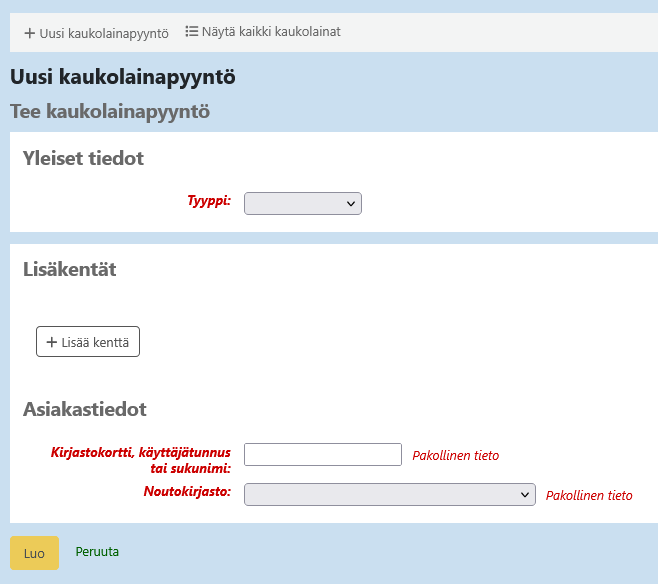 Uusi kaukolainapyyntö Näytä kaikki kaukolainat
Uusi kaukolainapyyntö
Tee kaukolainapyyntö
Yleiset tiedot
Tyyppi:
Lisäkentät
Lisää kenttä
Asiakastiedot
Kirjastokortti, käyttäjätunnus
tai sukunimi: Pakollinen tieto
Noutokirjasto: Pakollinen tieto
Luo Peruuta